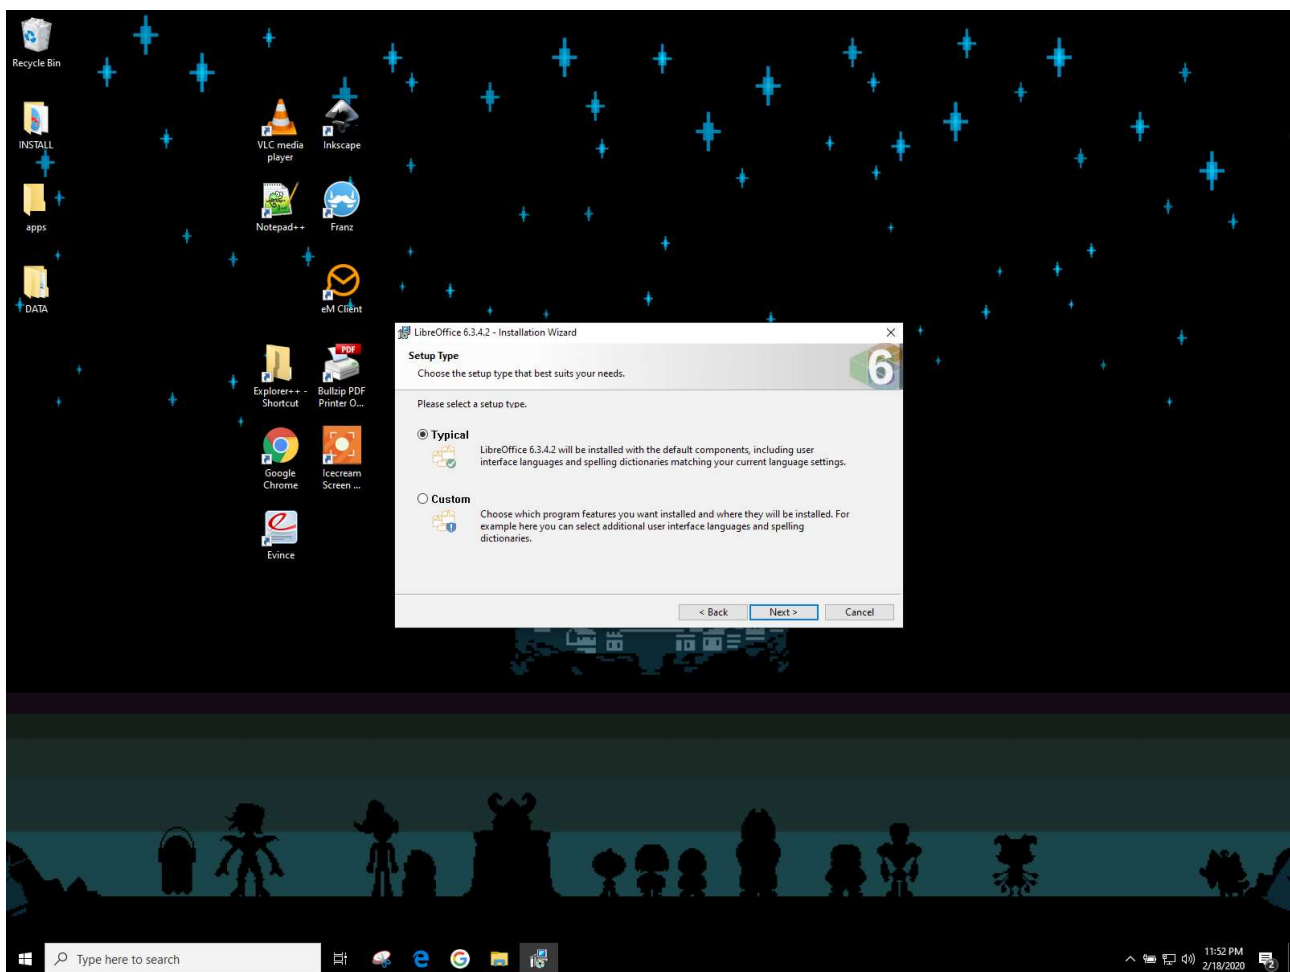 Recycle Bin
INSTALL
apps
DATA
VLC media
player
Inkscape
Notepad++
Franz
eM Client
Explorer++ -
Shortcut
PDF
Bullzip PDF
Printer O...
Google
Chrome
Icecream
Screen ...
Evince
LibreOffice 6.3.4.2 - Installation Wizard
Setup Type
Choose the setup type that best suits your needs.
6
Please select a setup type.
Typical
LibreOffice 6.3.4.2 will be installed with the default components, including user
interface languages and spelling dictionaries matching your current language settings.
Custom
Choose which program features you want installed and where they will be installed. For
example here you can select additional user interface languages and spelling
dictionaries.
< Back
Next >
Cancel
Type here to search
11:52 PM
2/18/2020
2